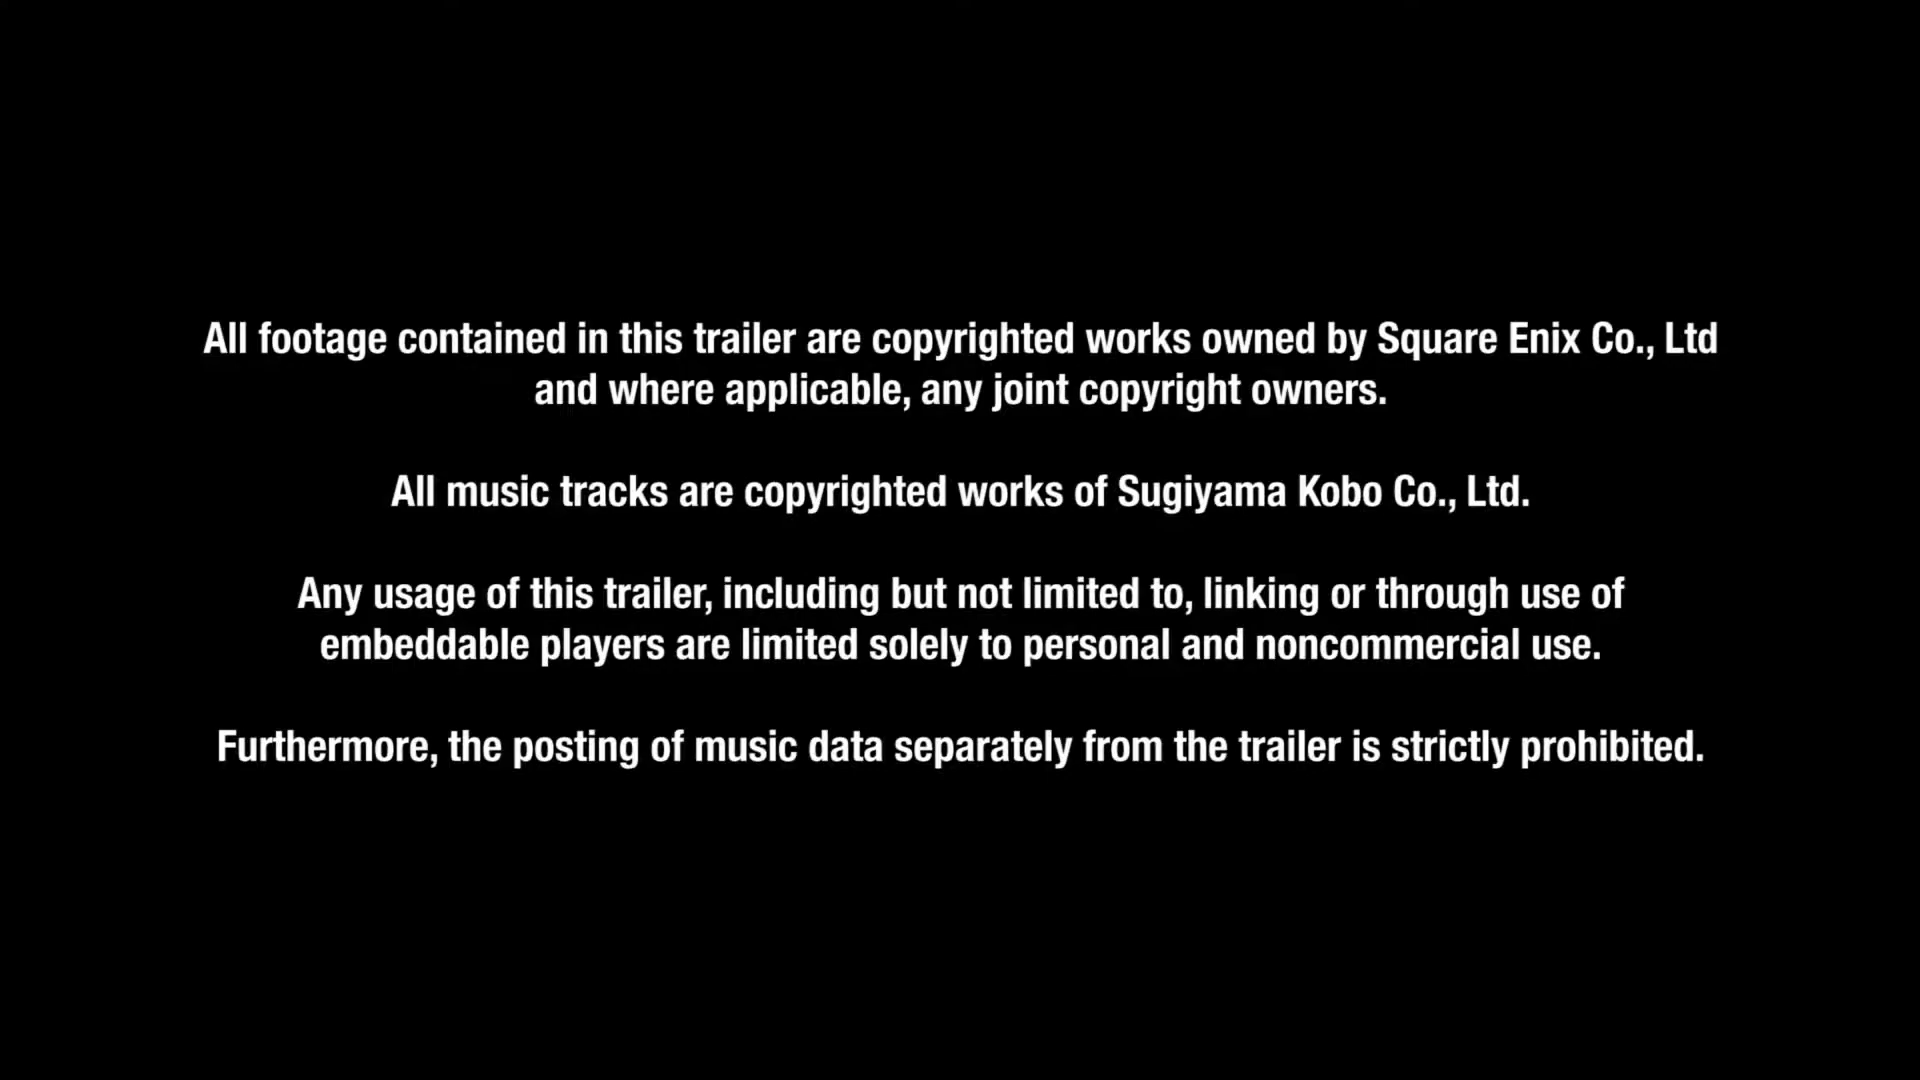 All footage contained in this trailer are copyrighted works owned by Square Enix Co., Ltd
and where applicable, any joint copyright owners.
All music tracks are copyrighted works of Sugiyama Kobo Co., Ltd.
Any usage of this trailer, including but not limited to, linking or through use of
embeddable players are limited solely to personal and noncommercial use.
Furthermore, the posting of music data separately from the trailer is strictly prohibited.